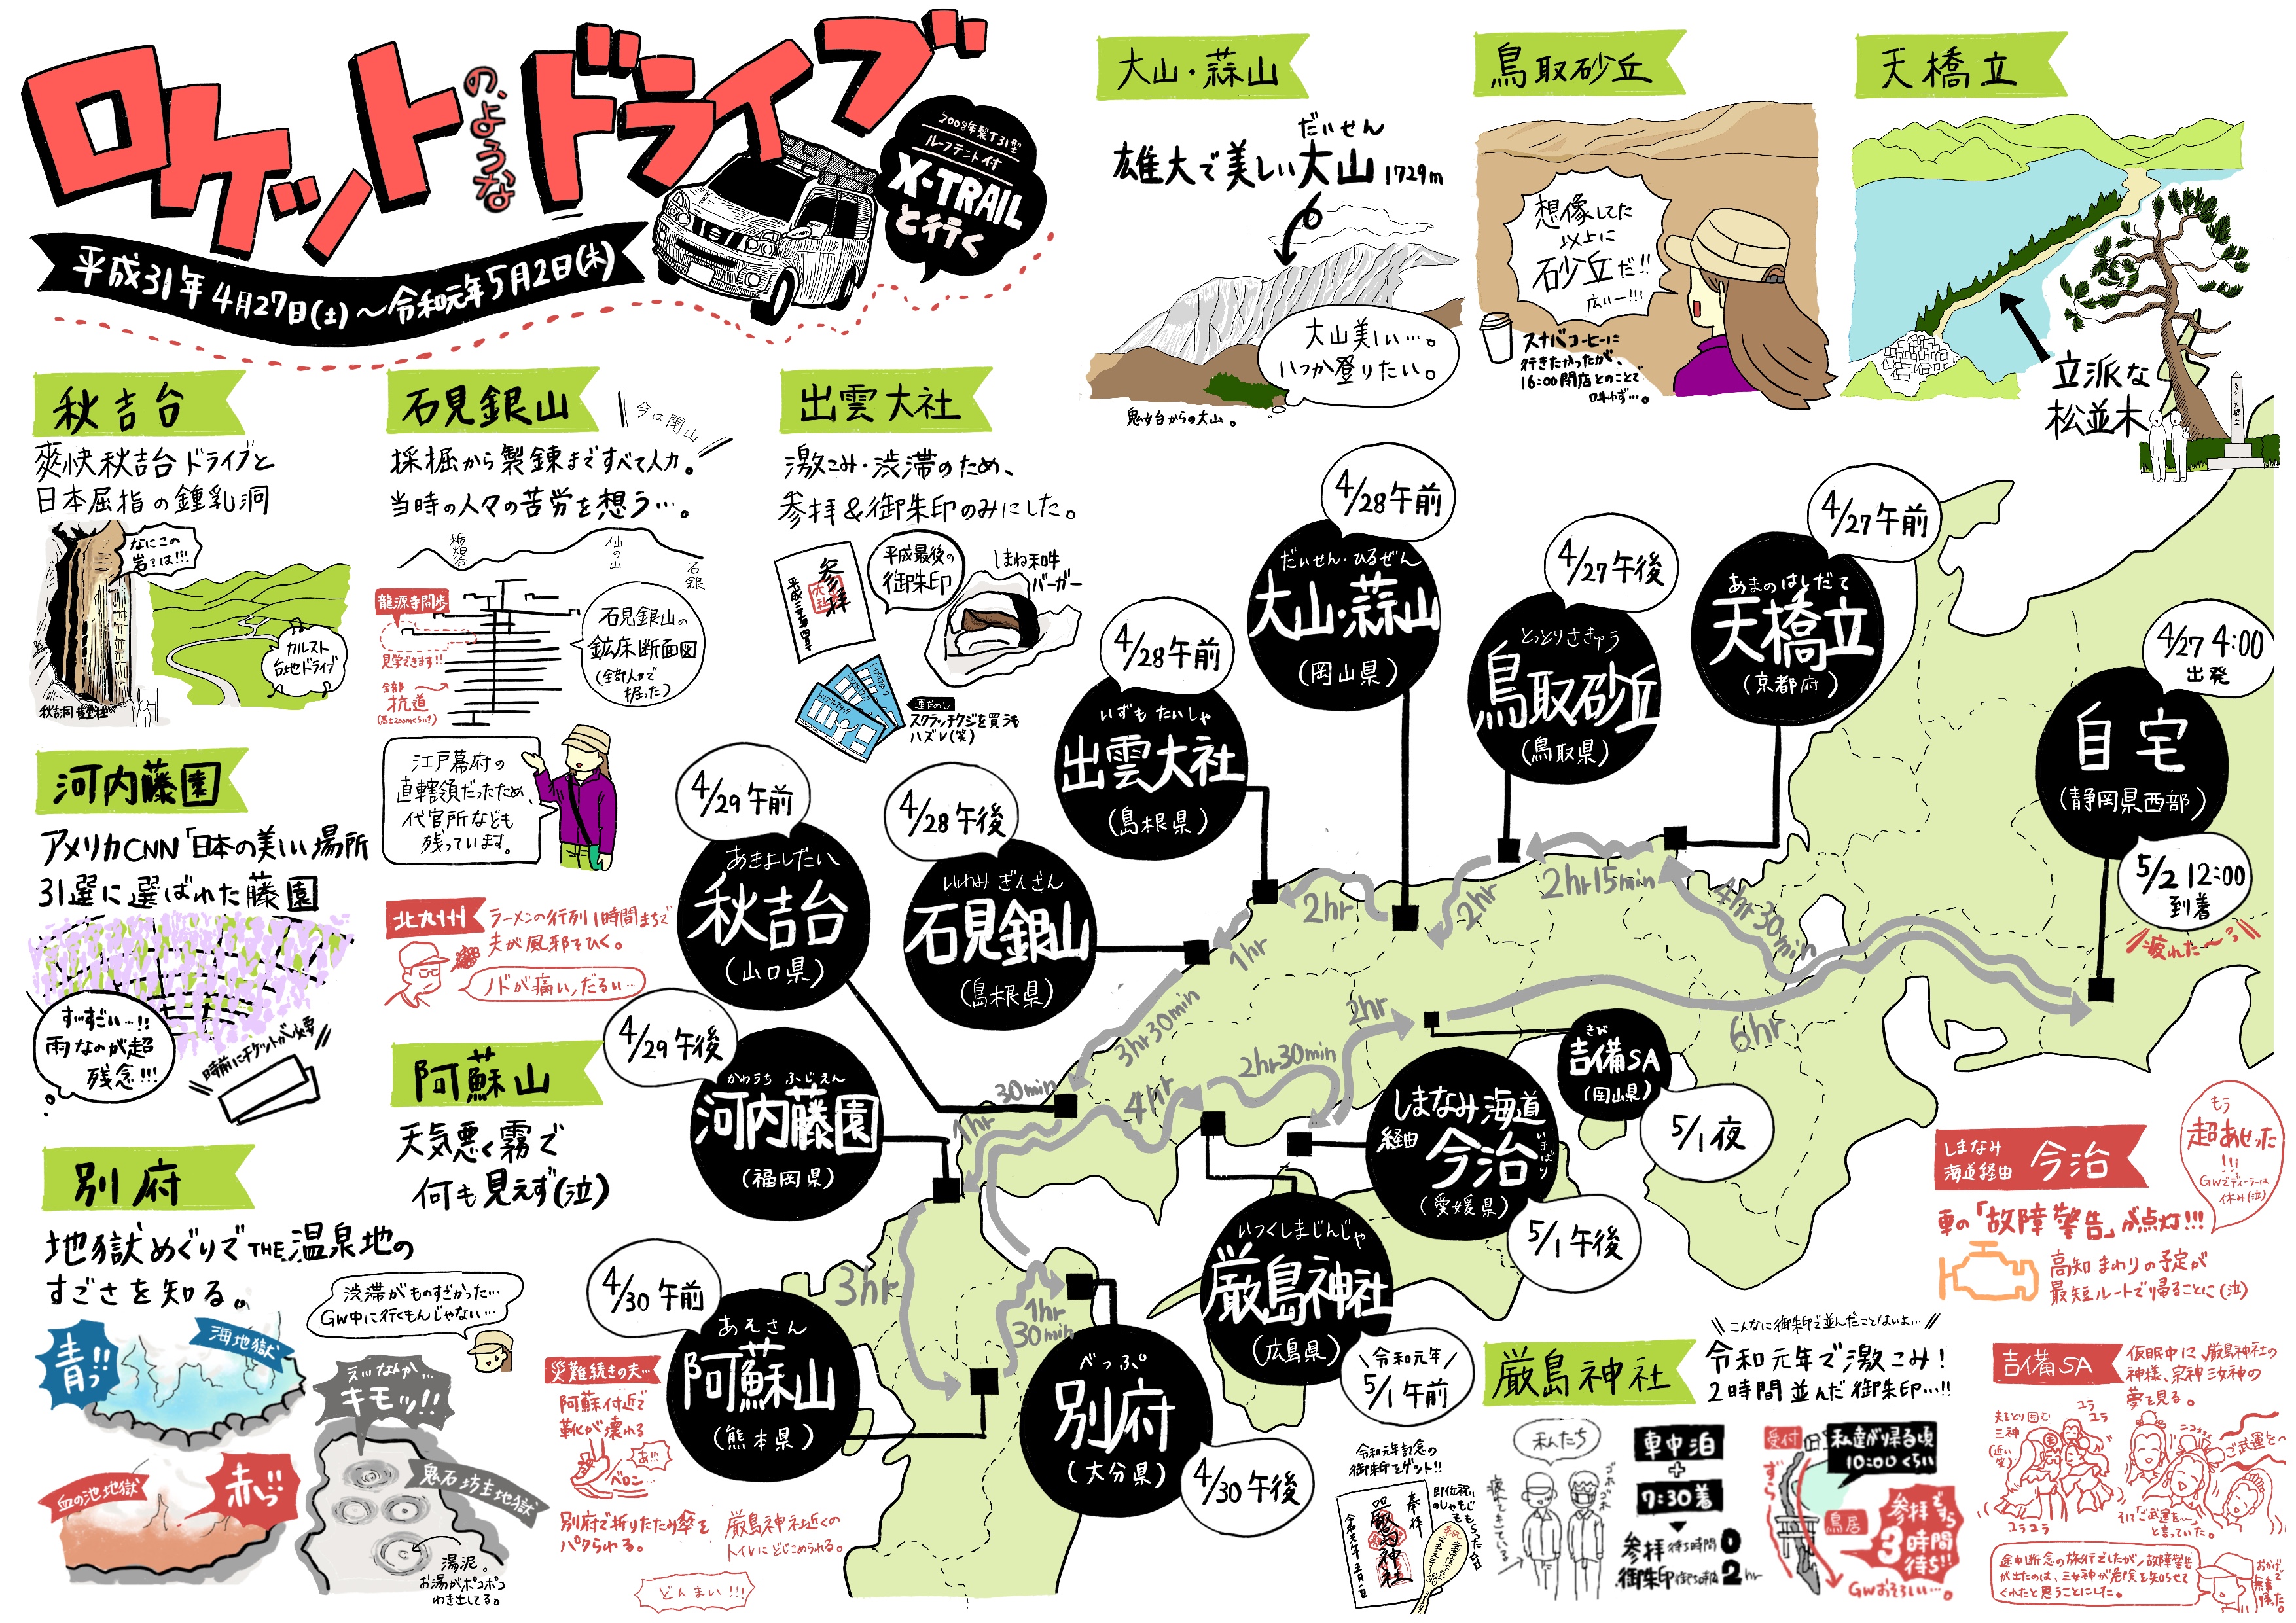 ロケットのようなドライブ
2008年製T31型
ルーフテント付
X-TRAIL
と行く
平成31年4月27日(土)～令和元年5月2日(木)
大山・蒜山
だいせん
雄大で美しい大山1729m
大山美しい…。
いつか登りたい。
鬼女台からの大山。
鳥取砂丘
想像してた
以上に
砂丘だ!!
広いー!!!
スナバコーヒーに
行きたかったが、
16:00閉店とのことで
叶わず…。
天橋立
立派な
松並木
秋吉台
爽快秋吉台ドライブと
日本屈指の鍾乳洞
なにこの
岩?は!!!
カルスト
台地ドライブ
秋吉洞 黄金柱
石見銀山
今は閉山
採掘から製錬まですべて人力。
当時の人々の苦労を想う…。
栃畑谷
仙の山
石銀
龍源寺間歩
見学できます!!
全部
坑道
石見銀山の
鉱床断面図
(全部人力で
掘った)
江戸幕府の
直轄領だったため、
代官所なども
残っています。
出雲大社
激こみ・渋滞のため、
参拝&御朱印のみにした。
参拝
平成最後の
御朱印
しまね和牛
バーガー
運だめし
スクラッチクジを買うも
ハズレ(笑)
河内藤園
アメリカCNN「日本の美しい場所
31選に選ばれた藤園
すすごい…!!
雨なのが超
残念!!!
時前にチケットが必要
北九州
ラーメンの行列1時間まちで
夫が風邪をひく。
ノドが痛い,だるい…
阿蘇山
天気悪く霧で
何も見えず(泣)
別府
地獄めぐりでTHE温泉地の
すごさを知る。
渋滞がものすごかった…
GW中に行くもんじゃない…
青っ!!
海地獄
えッなんか…
キモッ!!
血の池地獄
赤っ!!
鬼石坊主地獄
湯泥。
お湯がポコポコ
わき出してる。
災難続きの夫…
阿蘇付近で
靴が壊れる
あ!!
ベロン
別府で折りたたみ傘を
パクられる。
厳島神社近くの
トイレにとじこめられる。
どんまい!!!
4/27 4:00
出発
自宅
(静岡県西部)
5/2 12:00
到着
疲れた～
4/27午前
あまのはしだて
天橋立
(京都府)
4/27午後
とっとりさきゅう
鳥取砂丘
(鳥取県)
4/28午前
だいせん・ひるぜん
大山・蒜山
(岡山県)
4/28午前
いずもたいしゃ
出雲大社
(島根県)
4/28午後
いわみぎんざん
石見銀山
(島根県)
4/29午前
あきよしだい
秋吉台
(山口県)
4/29午後
かわうちふじえん
河内藤園
(福岡県)
4/30午前
あそさん
阿蘇山
(熊本県)
べっぷ
別府
(大分県)
4/30午後
いつくしまじんじゃ
厳島神社
(広島県)
令和元年
5/1午前
しまなみ海道
経由
今治
いまばり
(愛媛県)
5/1午後
きび
吉備SA
(岡山県)
5/1夜
4hr30min
2hr15min
2hr
2hr
1hr
3hr30min
30min
1hr
3hr
1hr
30min
4hr
2hr30min
2hr
6hr
しまなみ
海道経由
今治
もう
超あせった
!!!
GWでディーラーは
休み(泣)
車の「故障警告」が点灯!!!
高知まわりの予定が
最短ルートで帰ることに(泣)
厳島神社
こんなに御朱印で並んだことないよ…
令和元年で激こみ!
2時間並んだ御朱印…!!
令和元年記念の
御朱印をゲット!!
奉拝
厳島神社
令和元年五月一日
私たち
疲れてきている
ゴホゴホ
車中泊
+
7:30着
参拝 待ち時間 0
御朱印 待ち時間 2hr
受付
ずらー
鳥居
私達が帰る頃
10:00くらい
参拝ですら
3時間
待ち!!
GWおそろしい…。
吉備SA
仮眠中に、厳島神社の
神様、宗神三女神の
夢を見る。
夫をとり囲む
三神
(近い
笑)
ユラ
ユラ
ユラユラ
ニコニコ
ご武運を～
そして「ご武運を～」
と言っていた。
途中断念の旅行でしたが、故障警告
が出たのは、三女神が危険を知らせて
くれたと思うことにした。
おかげで
無事
帰った。